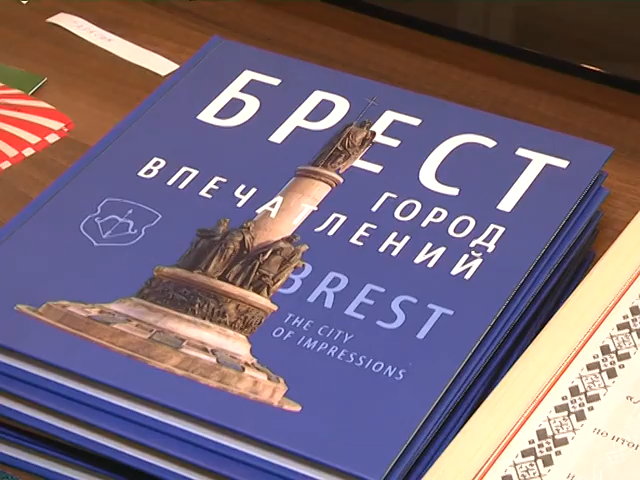 БРЕСТ
ГОРОД
ВПЕЧАТЛЕНИЙ
BREST
THE CITY
OF IMPRESSIONS